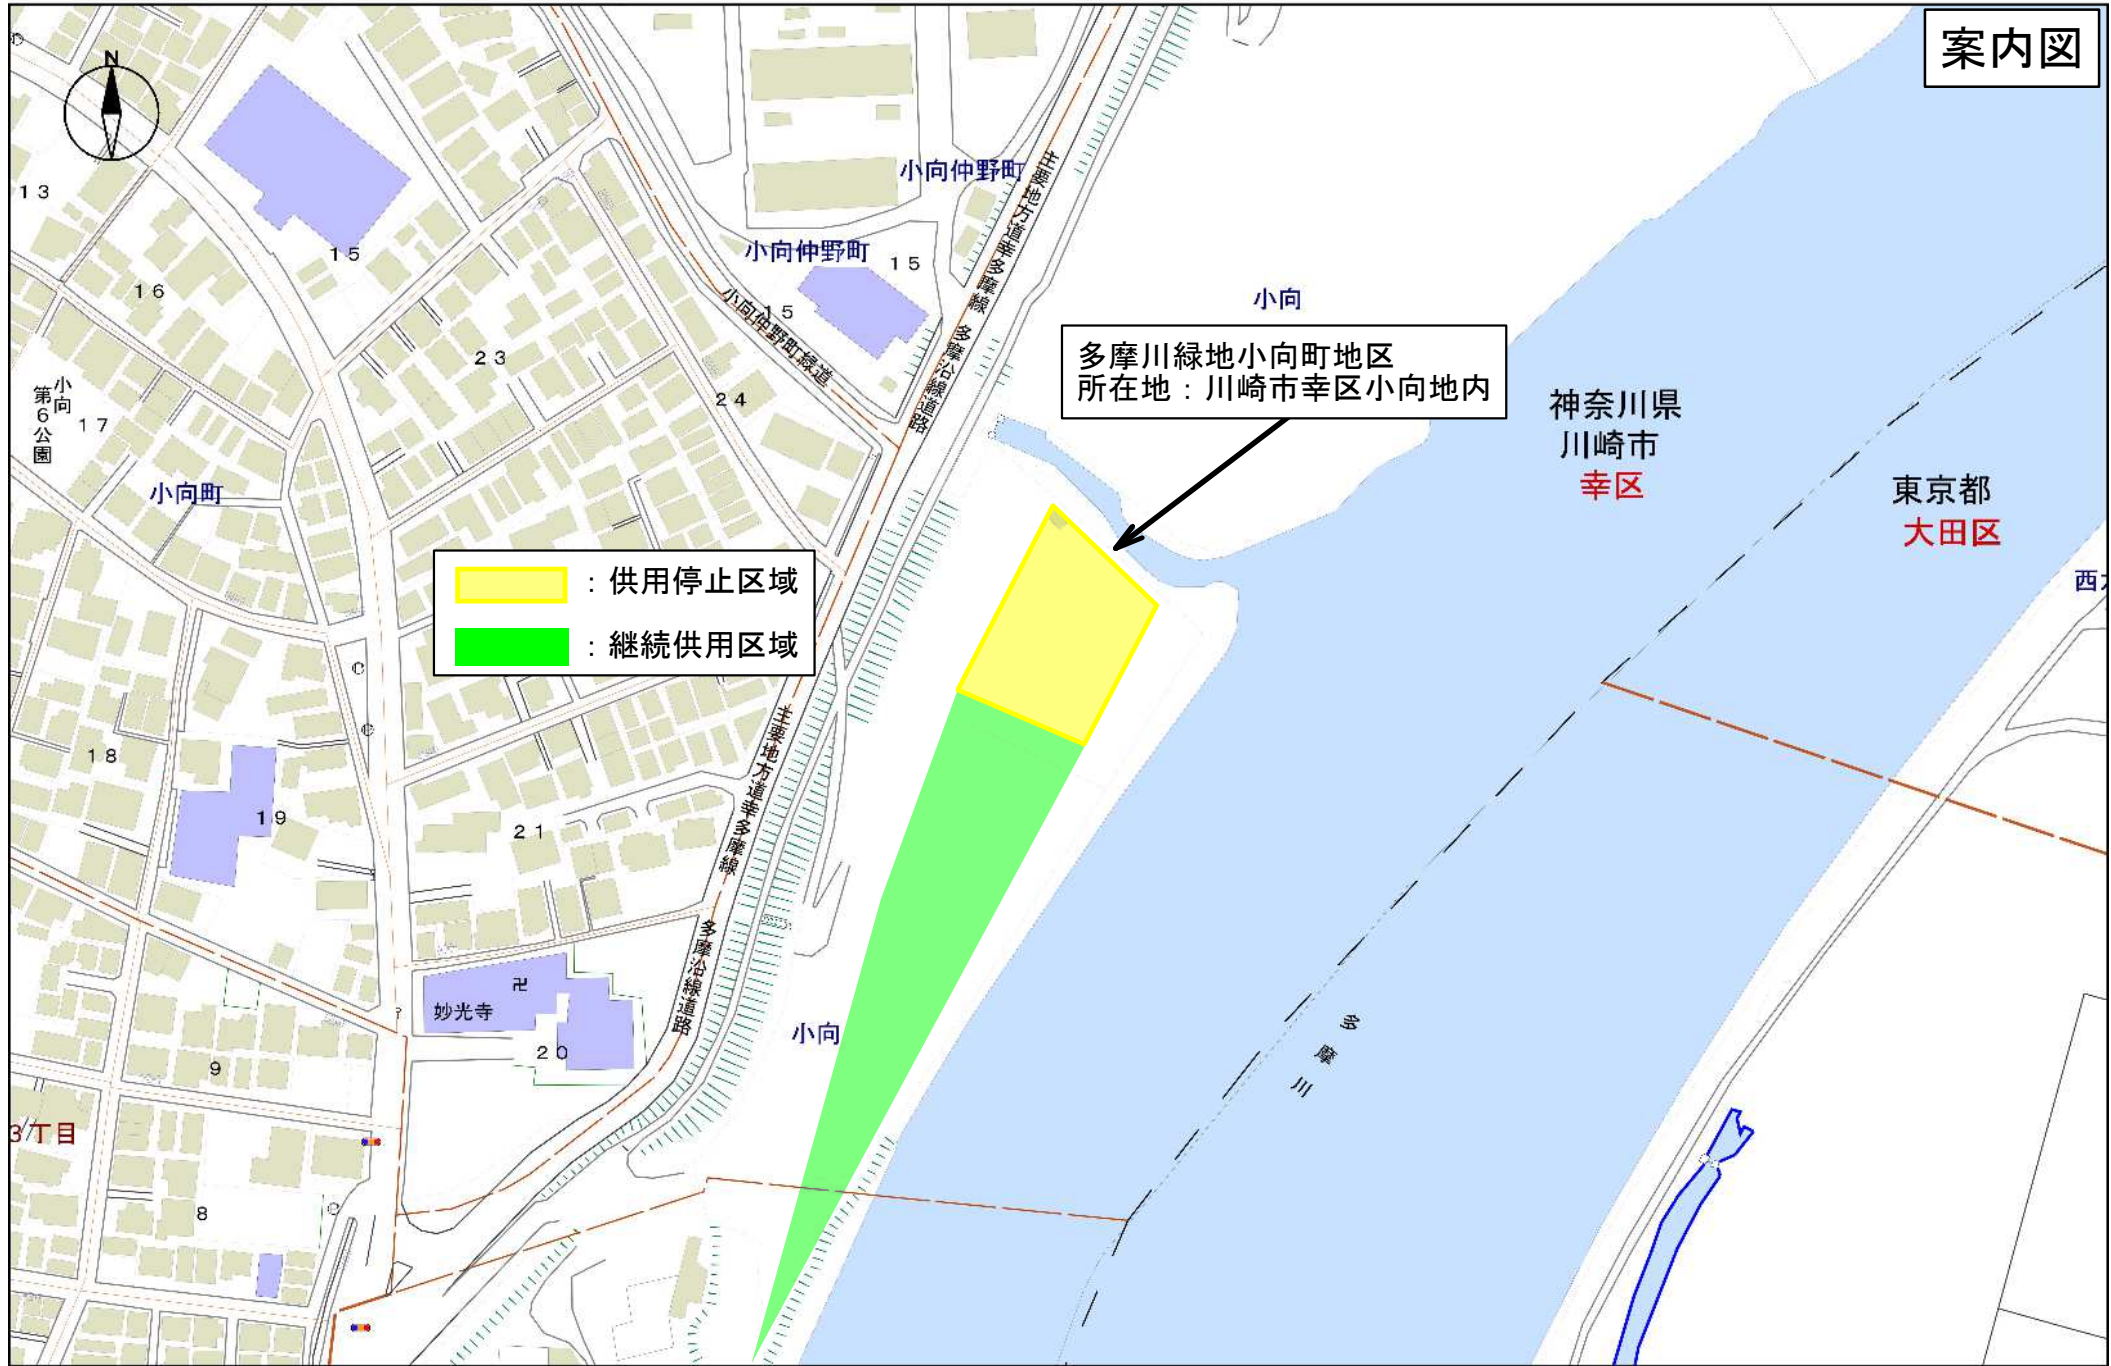 案内図
N
13
15
16
小向仲野町
小向仲野町
15
15
小向仲野町緑道
主要地方道幸多摩線
多摩沿線道路
小向
多摩川緑地小向町地区
所在地：川崎市幸区小向地内
神奈川県
川崎市
幸区
東京都
大田区
23
24
小向
第6公園
17
小向町
：供用停止区域
：継続供用区域
18
19
21
主要地方道幸多摩線
多摩沿線道路
卍
妙光寺
20
小向
多摩川
9
3丁目
8